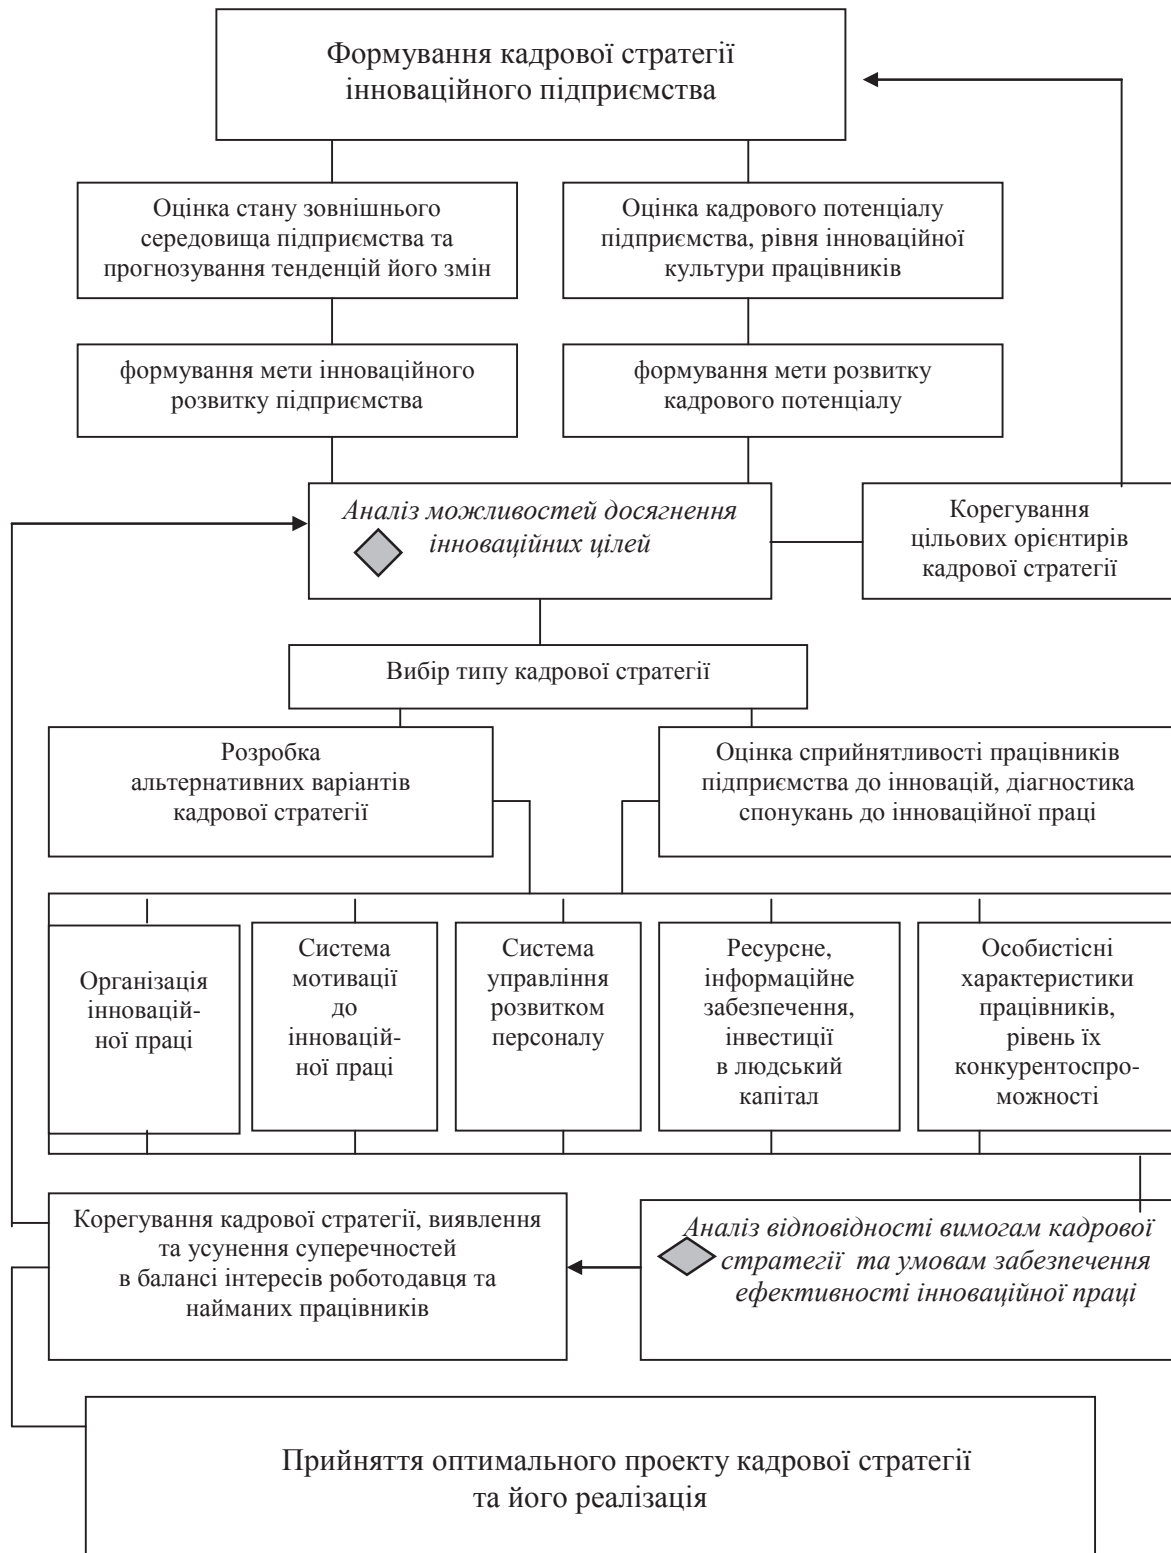 Формування кадрової стратегії
інноваційного підприємства
Оцінка стану зовнішнього
середовища підприємства та
прогнозування тенденцій його змін
Оцінка кадрового потенціалу
підприємства, рівня інноваційної
культури працівників
формування мети інноваційного
розвитку підприємства
формування мети розвитку
кадрового потенціалу
Аналіз можливостей досягнення
інноваційних цілей
Корегування
цільових орієнтирів
кадрової стратегії
Вибір типу кадрової стратегії
Розробка
альтернативних варіантів
кадрової стратегії
Оцінка сприйнятливості працівників
підприємства до інновацій, діагностика
спонукань до інноваційної праці
Організація
інновацій-
ної праці
Система
мотивації
до
інновацій-
ної праці
Система
управління
розвитком
персоналу
Ресурсне,
інформаційне
забезпечення,
інвестиції
в людський
капітал
Особистісні
характеристики
працівників,
рівень їх
конкурентоспро-
можності
Корегування кадрової стратегії, виявлення
та усунення суперечностей
в балансі інтересів роботодавця та
найманих працівників
Аналіз відповідності вимогам кадрової
стратегії та умовам забезпечення
ефективності інноваційної праці
Прийняття оптимального проекту кадрової стратегії
та його реалізація